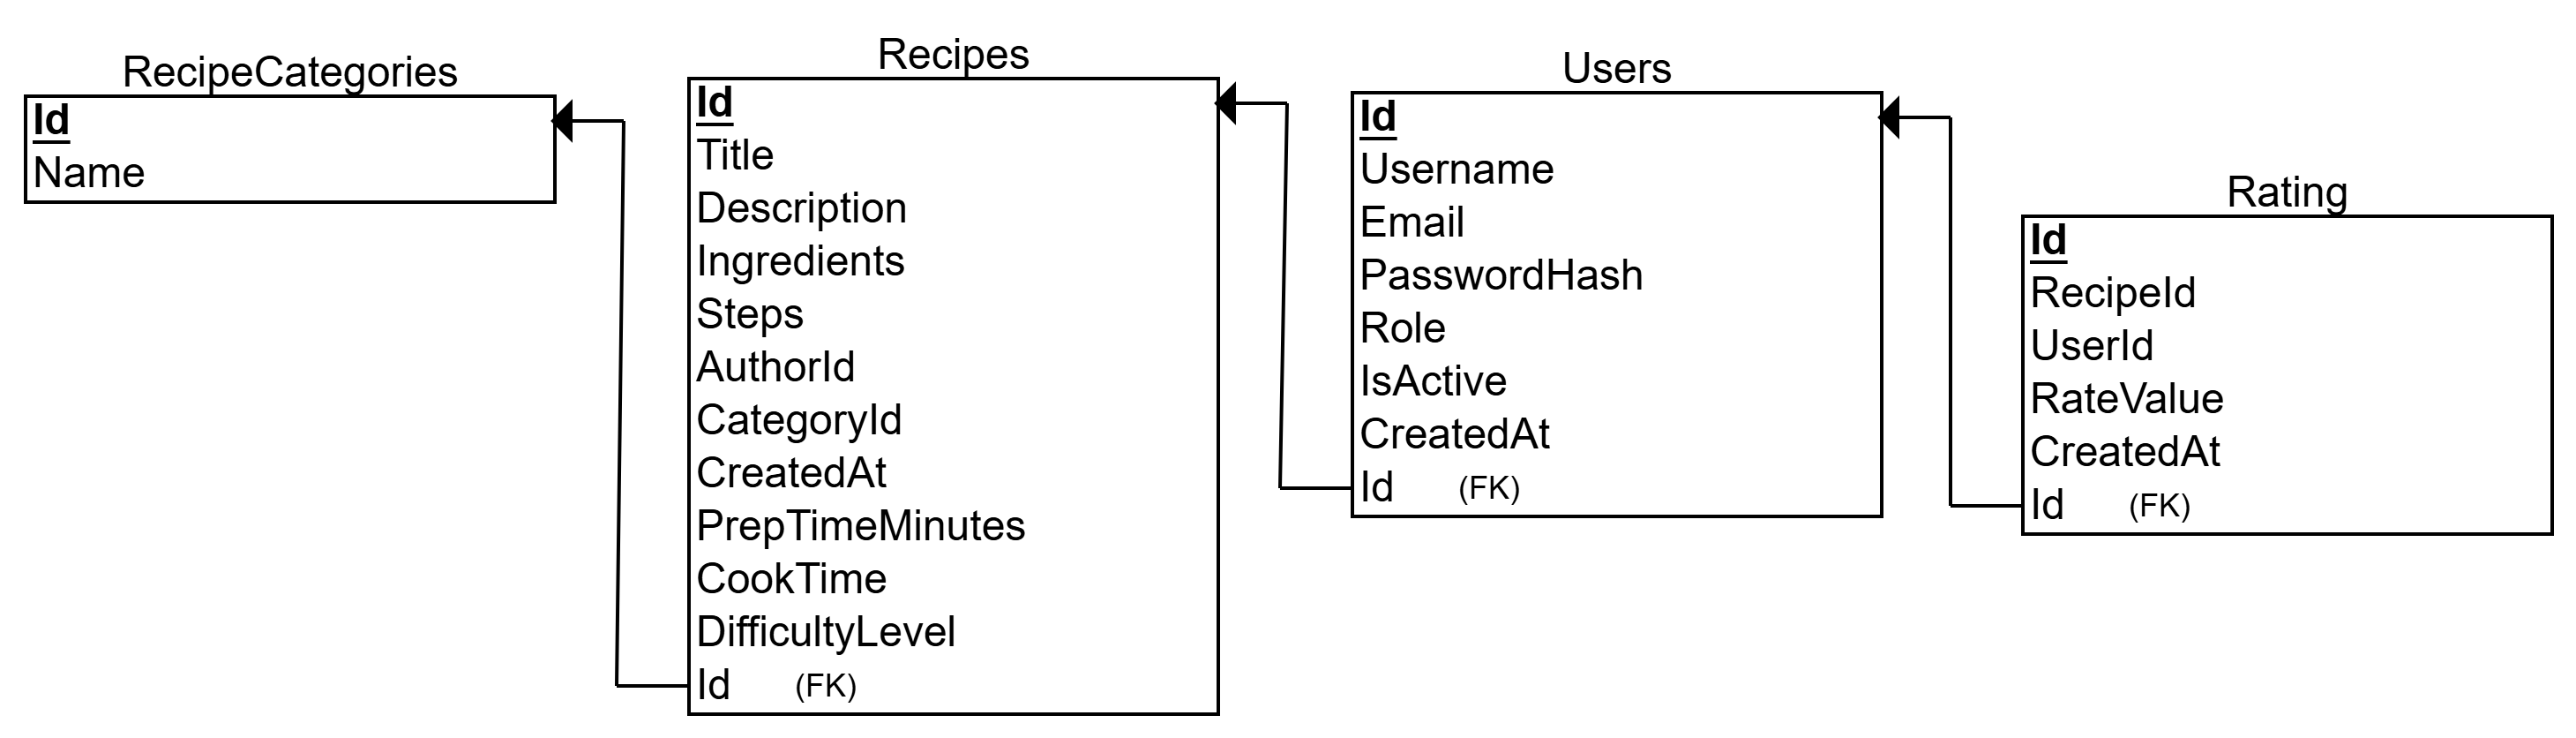 RecipeCategories
Id
Name
Recipes
Id
Title
Description
Ingredients
Steps
AuthorId
CategoryId
CreatedAt
PrepTimeMinutes
CookTime
DifficultyLevel
Id (FK)
Users
Id
Username
Email
PasswordHash
Role
IsActive
CreatedAt
Id (FK)
Rating
Id
RecipeId
UserId
RateValue
CreatedAt
Id (FK)